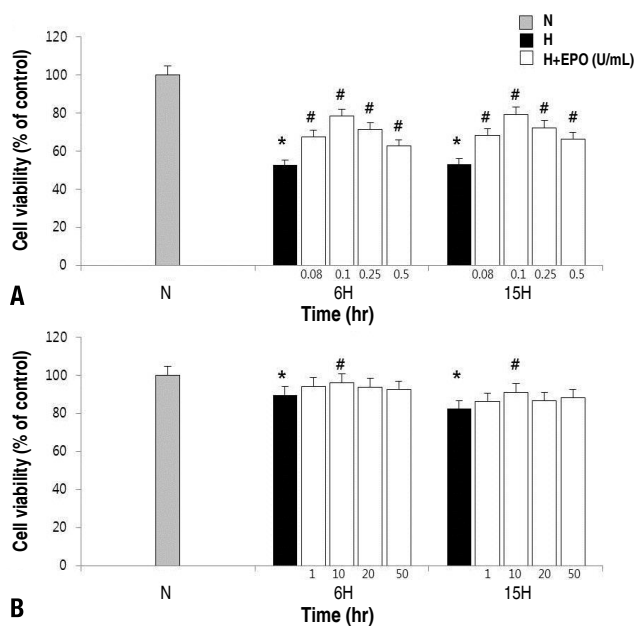 N
H
H+EPO (U/mL)
Cell viability (% of control)
120
100
80
60
40
20
0
* # # # #
* # # # #
0.08 0.1 0.25 0.5
0.08 0.1 0.25 0.5
N 6H 15H
Time (hr)
A
Cell viability (% of control)
120
100
80
60
40
20
0
* #
* #
1 10 20 50
1 10 20 50
N 6H 15H
Time (hr)
B